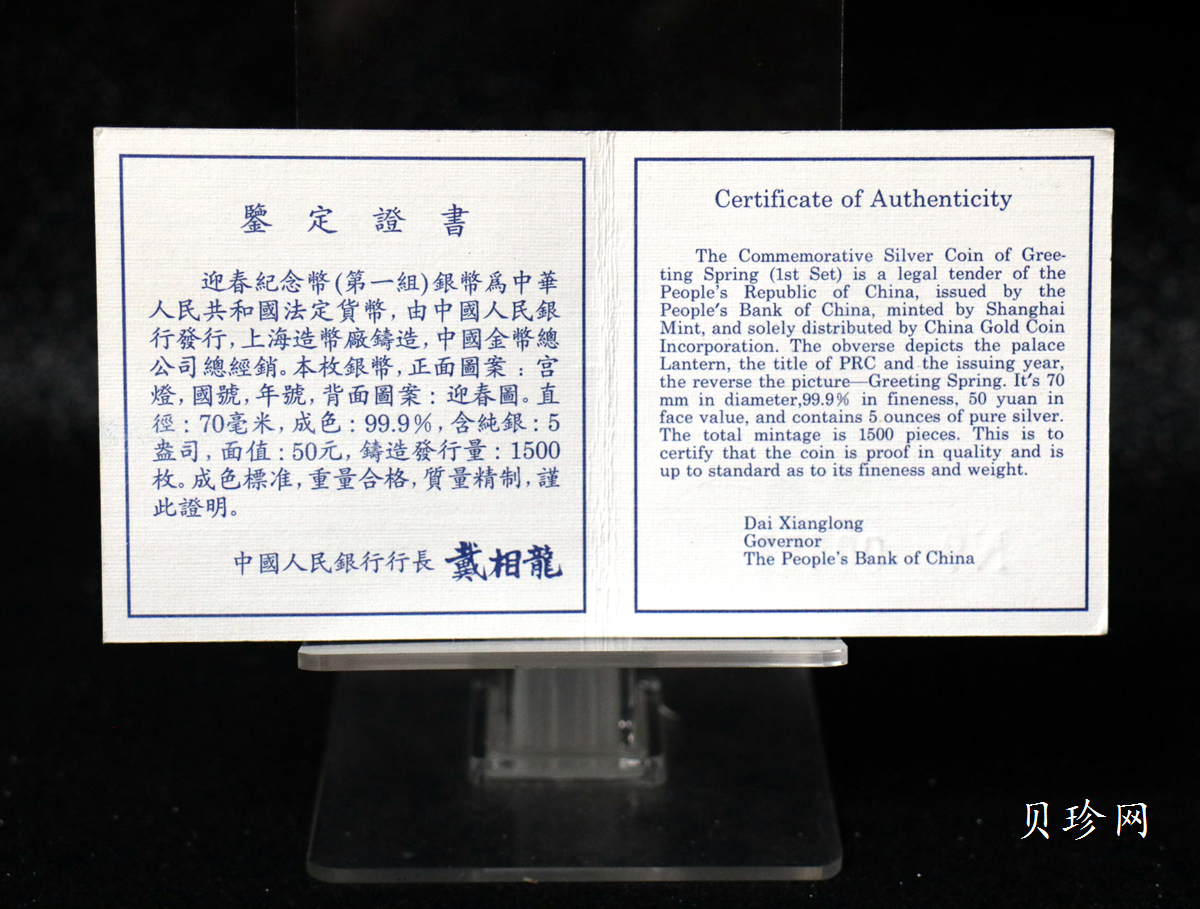 鑒定證書
迎春紀念幣(第一組)銀幣爲中華
人民共和國法定貨幣,由中國人民銀
行發行,上海造幣廠鑄造,中國金幣總
公司總經銷。本枚銀幣,正面圖案:宮
燈,國號,年號,背面圖案:迎春圖。直
徑:70毫米,成色:99.9%,含純銀:5
盎司,面值:50元,鑄造發行量:1500
枚。成色標准,重量合格,質量精制,謹
此證明。
中國人民銀行行長 戴相龍
Certificate of Authenticity
The Commemorative Silver Coin of Gree-
ting Spring (1st Set) is a legal tender of the
People's Republic of China, issued by the
People's Bank of China, minted by Shanghai
Mint, and solely distributed by China Gold Coin
Incorporation. The obverse depicts the palace
Lantern, the title of PRC and the issuing year,
the reverse the picture—Greeting Spring. It's 70
mm in diameter,99.9% in fineness, 50 yuan in
face value, and contains 5 ounces of pure silver.
The total mintage is 1500 pieces. This is to
certify that the coin is proof in quality and is
up to standard as to its fineness and weight.
Dai Xianglong
Governor
The People's Bank of China
贝珍网